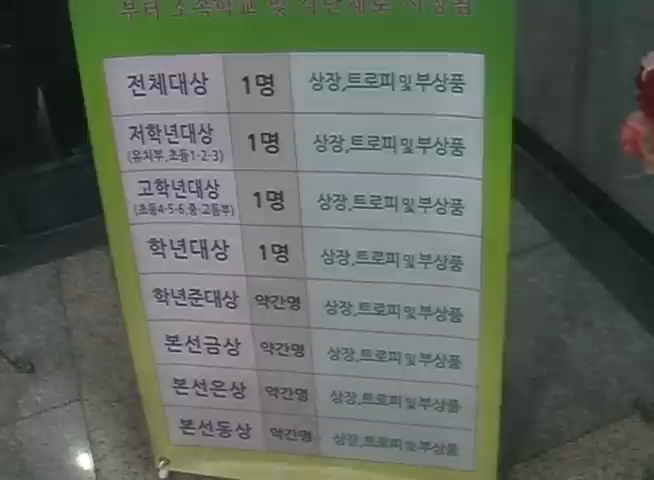 부터 소속학교 및 각단체로 시상됨
전체대상 1명 상장,트로피 및 부상품
저학년대상 1명 상장,트로피 및 부상품
(유치부,초등1·2·3)
고학년대상 1명 상장,트로피 및 부상품
(초등4·5·6,중·고등부)
학년대상 1명 상장,트로피 및 부상품
학년준대상 약간명 상장,트로피 및 부상품
본선금상 약간명 상장,트로피 및 부상품
본선은상 약간명 상장,트로피 및 부상품
본선동상 약간명 상장,트로피 및 부상품